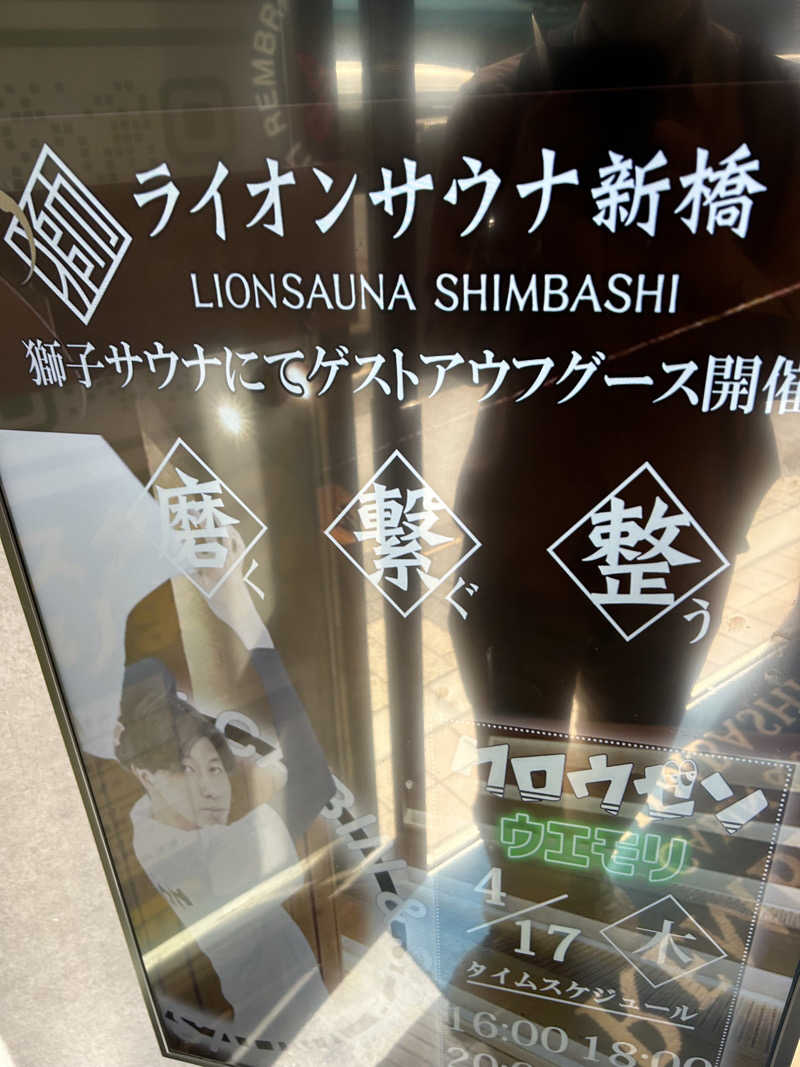 REMBR
獅 ライオンサウナ新橋
LIONSAUNA SHIMBASHI
獅子サウナにてゲストアウフグース開催
磨く 繋ぐ 整う
クロウゼン
ウエモリ
4/17 木
タイムスケジュール
16:00 18:00